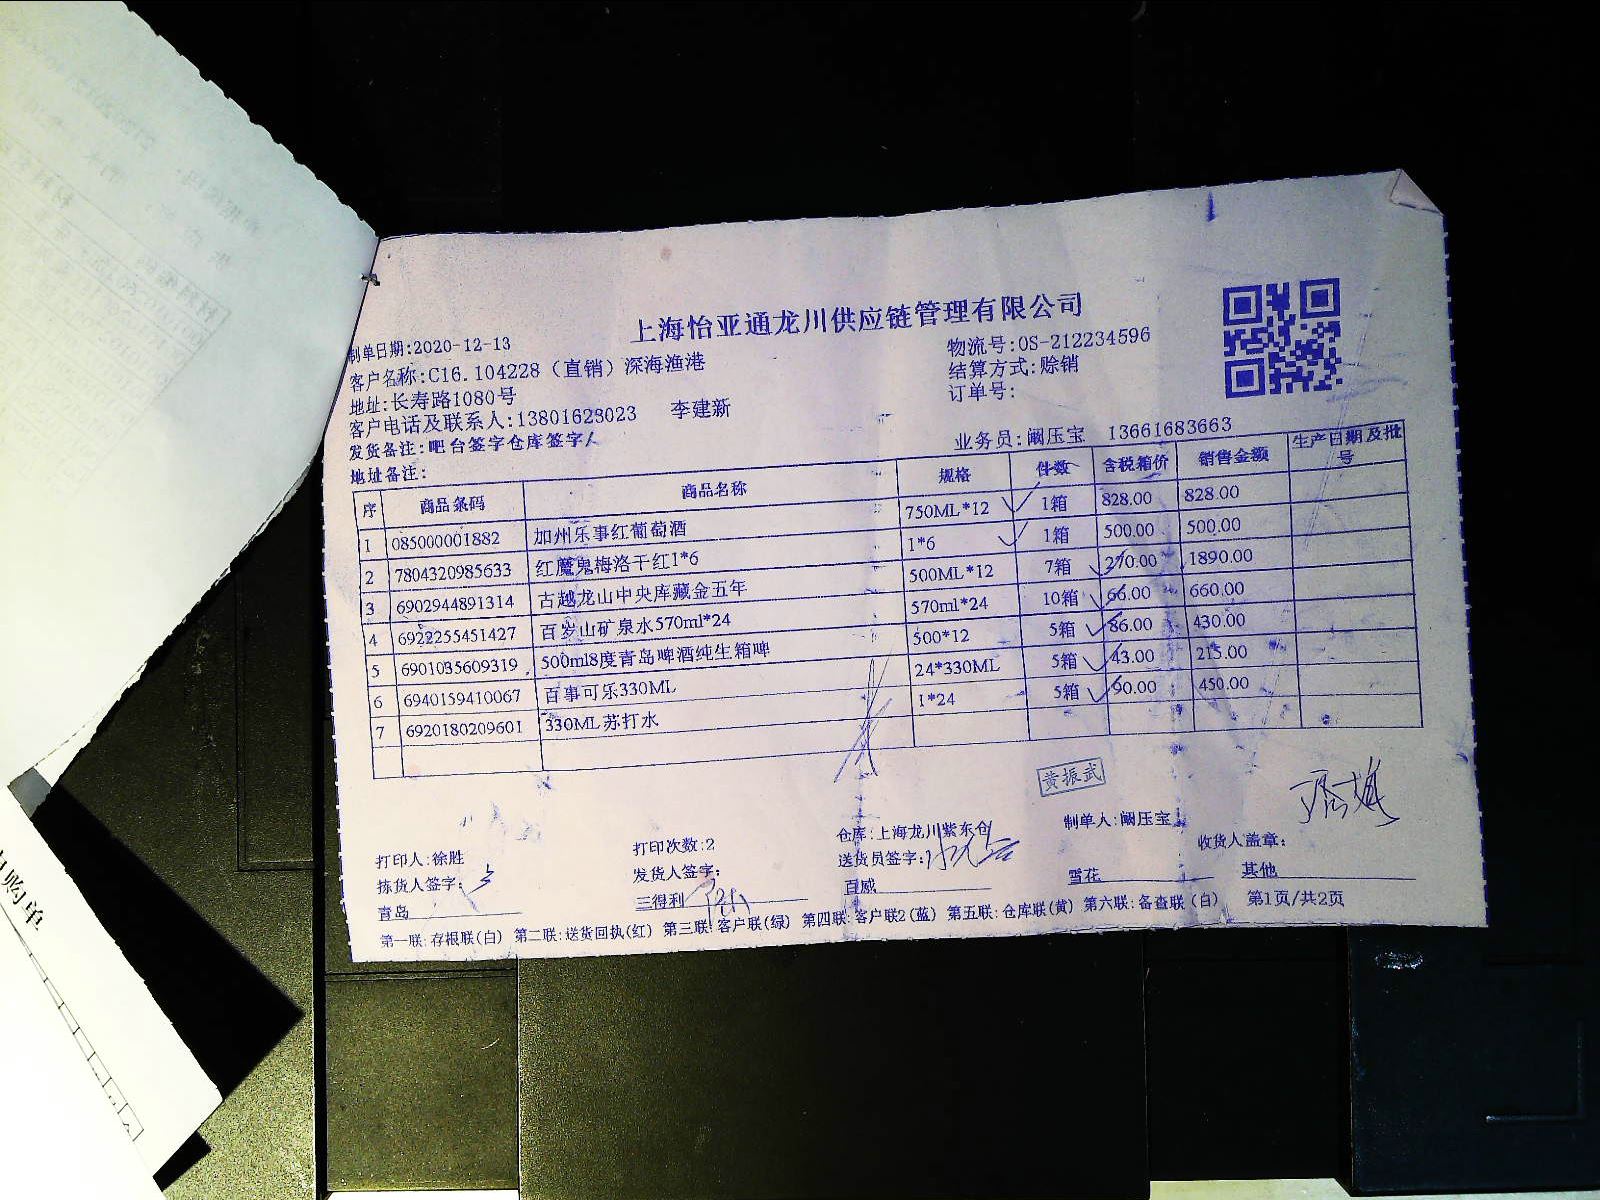 上海怡亚通龙川供应链管理有限公司
制单日期:2020-12-13
物流号:OS-212234596
客户名称:C16.104228（直销）深海渔港
结算方式:赊销
地址:长寿路1080号
订单号:
客户电话及联系人:13801623023 李建新
发货备注:吧台签字仓库签字
业务员:阚压宝 13661683663
地址备注:
序 商品条码 商品名称 规格 件数 含税箱价 销售金额 生产日期及批号
1 085000001882 加州乐事红葡萄酒 750ML*12 1箱 828.00 828.00
2 7804320985633 红魔鬼梅洛干红1*6 1*6 1箱 500.00 500.00
3 6902944891314 古越龙山中央库藏金五年 500ML*12 7箱 270.00 1890.00
4 6922255451427 百岁山矿泉水570ml*24 570ml*24 10箱 66.00 660.00
5 6901035609319 500ml8度青岛啤酒纯生箱啤 500*12 5箱 86.00 430.00
6 6940159410067 百事可乐330ML 24*330ML 5箱 43.00 215.00
7 6920180209601 330ML苏打水 1*24 5箱 90.00 450.00
黄振武
打印人:徐胜 打印次数:2 仓库:上海龙川紫东仓 制单人:阚压宝
拣货人签字: 发货人签字: 送货员签字: 收货人盖章:
青岛 三得利 百威 雪花 其他
第一联:存根联(白) 第二联:送货回执(红) 第三联:客户联(绿) 第四联:客户联2(蓝) 第五联:仓库联(黄) 第六联:备查联(白) 第1页/共2页
购单